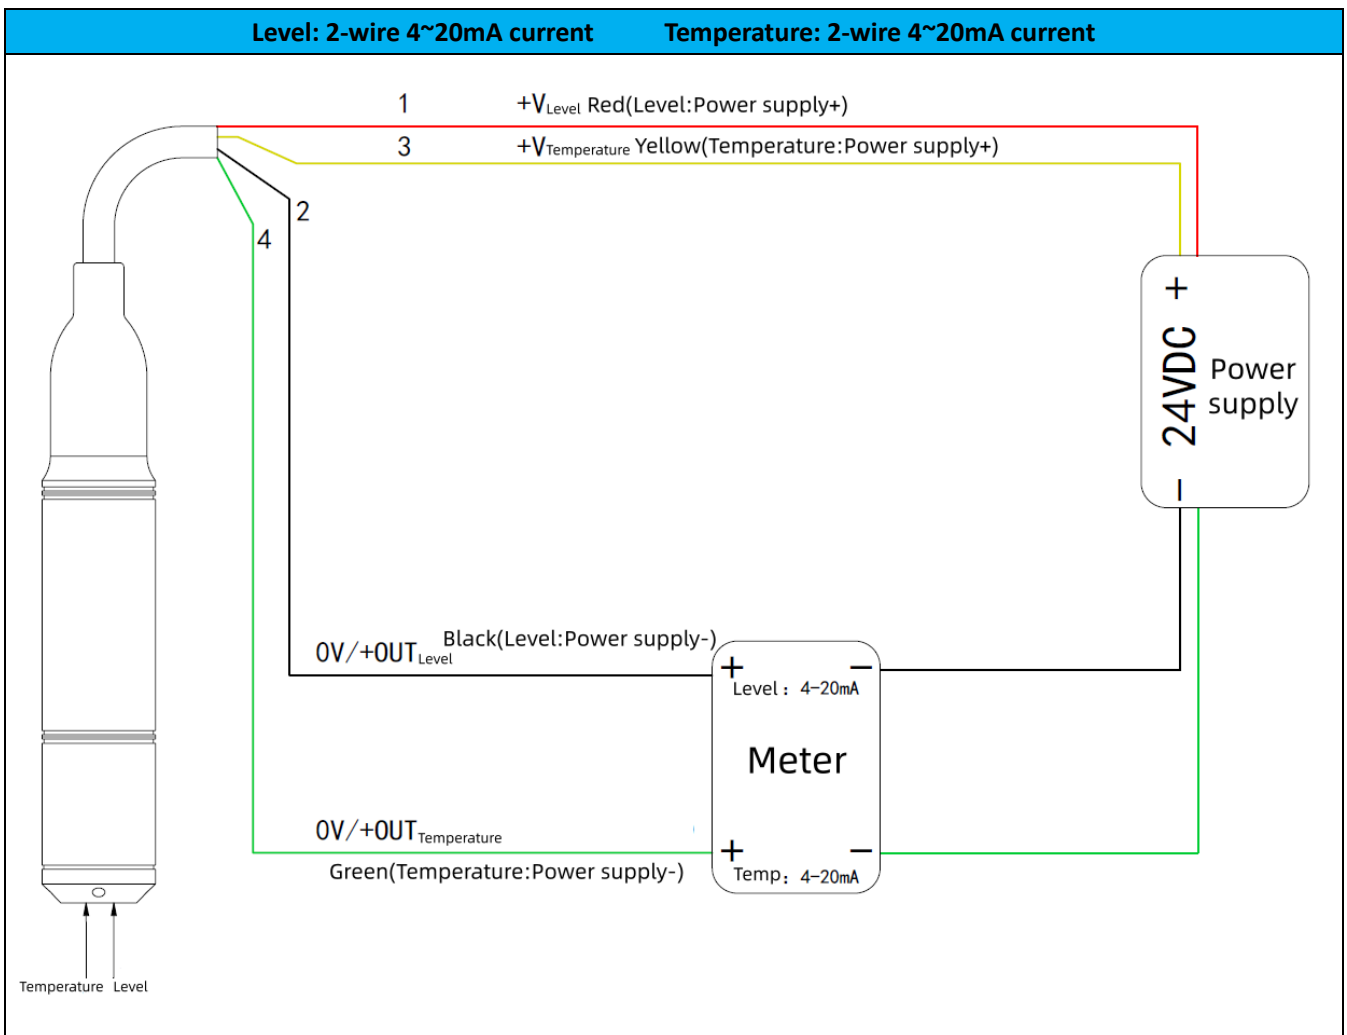 Level: 2-wire 4~20mA current Temperature: 2-wire 4~20mA current
1 +VLevel Red(Level:Power supply+)
3 +VTemperature Yellow(Temperature:Power supply+)
2
4
+
24VDC
Power
supply
−
Black(Level:Power supply-)
0V/+OUTLevel
+ −
Level: 4-20mA
Meter
0V/+OUTTemperature
+ −
Green(Temperature:Power supply-)
Temp: 4-20mA
Temperature Level